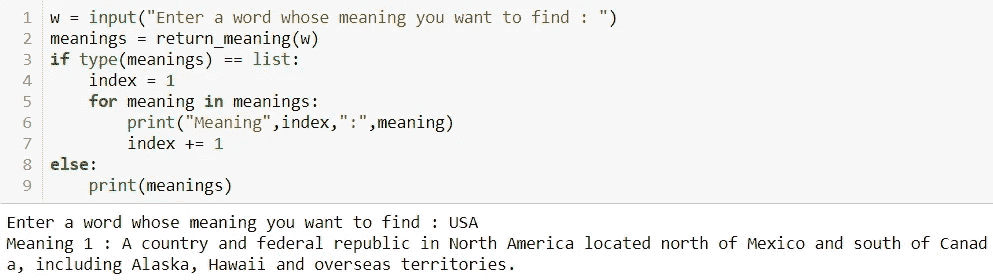 1 w = input("Enter a word whose meaning you want to find : ")
2 meanings = return_meaning(w)
3 if type(meanings) == list:
4     index = 1
5     for meaning in meanings:
6         print("Meaning",index,":",meaning)
7         index += 1
8 else:
9     print(meanings)
Enter a word whose meaning you want to find : USA
Meaning 1 : A country and federal republic in North America located north of Mexico and south of Canad
a, including Alaska, Hawaii and overseas territories.